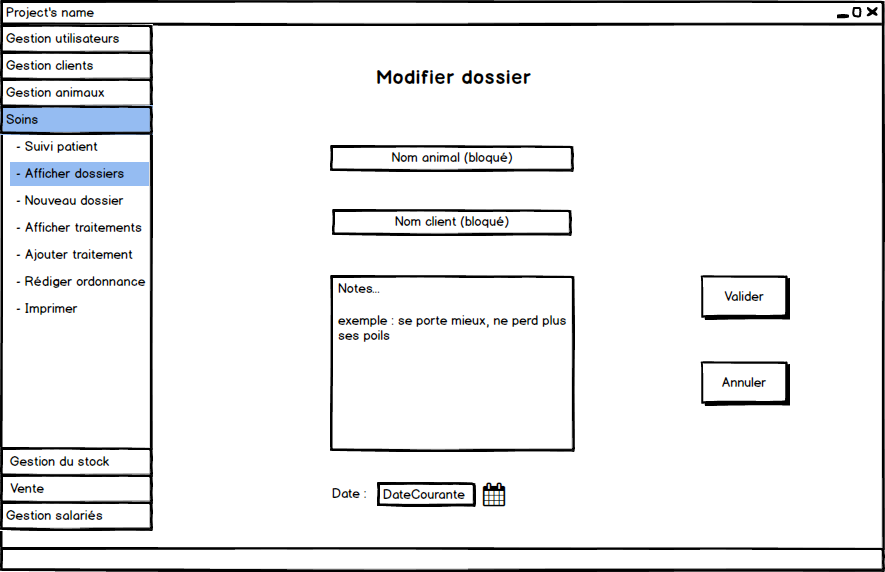 Project's name
Gestion utilisateurs
Gestion clients
Gestion animaux
Soins
- Suivi patient
- Afficher dossiers
- Nouveau dossier
- Afficher traitements
- Ajouter traitement
- Rédiger ordonnance
- Imprimer
Gestion du stock
Vente
Gestion salariés
Modifier dossier
Nom animal (bloqué)
Nom client (bloqué)
Notes...
exemple : se porte mieux, ne perd plus
ses poils
Date :
DateCourante
Valider
Annuler